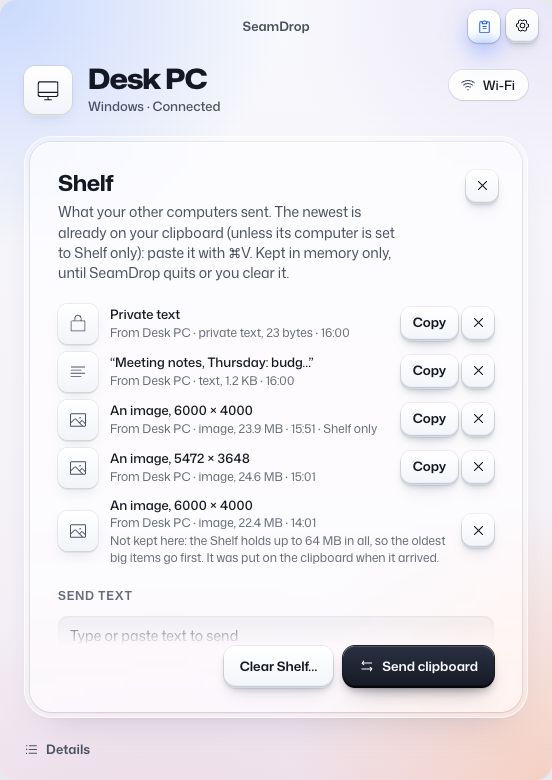 SeamDrop
Desk PC
Windows · Connected
Wi-Fi
Shelf
What your other computers sent. The newest is
already on your clipboard (unless its computer is set
to Shelf only): paste it with ⌘V. Kept in memory only,
until SeamDrop quits or you clear it.
Private text
From Desk PC · private text, 23 bytes · 16:00
Copy
“Meeting notes, Thursday: budg…”
From Desk PC · text, 1.2 KB · 16:00
Copy
An image, 6000 × 4000
From Desk PC · image, 23.9 MB · 15:51 · Shelf only
Copy
An image, 5472 × 3648
From Desk PC · image, 24.6 MB · 15:01
Copy
An image, 6000 × 4000
From Desk PC · image, 22.4 MB · 14:01
Not kept here: the Shelf holds up to 64 MB in all, so the oldest
big items go first. It was put on the clipboard when it arrived.
SEND TEXT
Type or paste text to send
Clear Shelf…
Send clipboard
Details